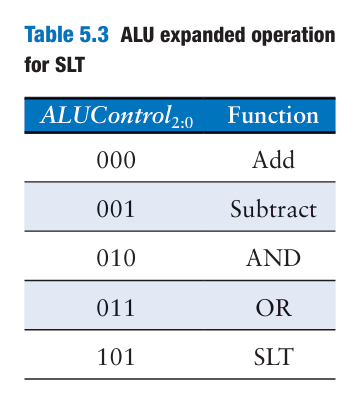 Table 5.3 ALU expanded operation
for SLT
ALUControl2:0 Function
000 Add
001 Subtract
010 AND
011 OR
101 SLT